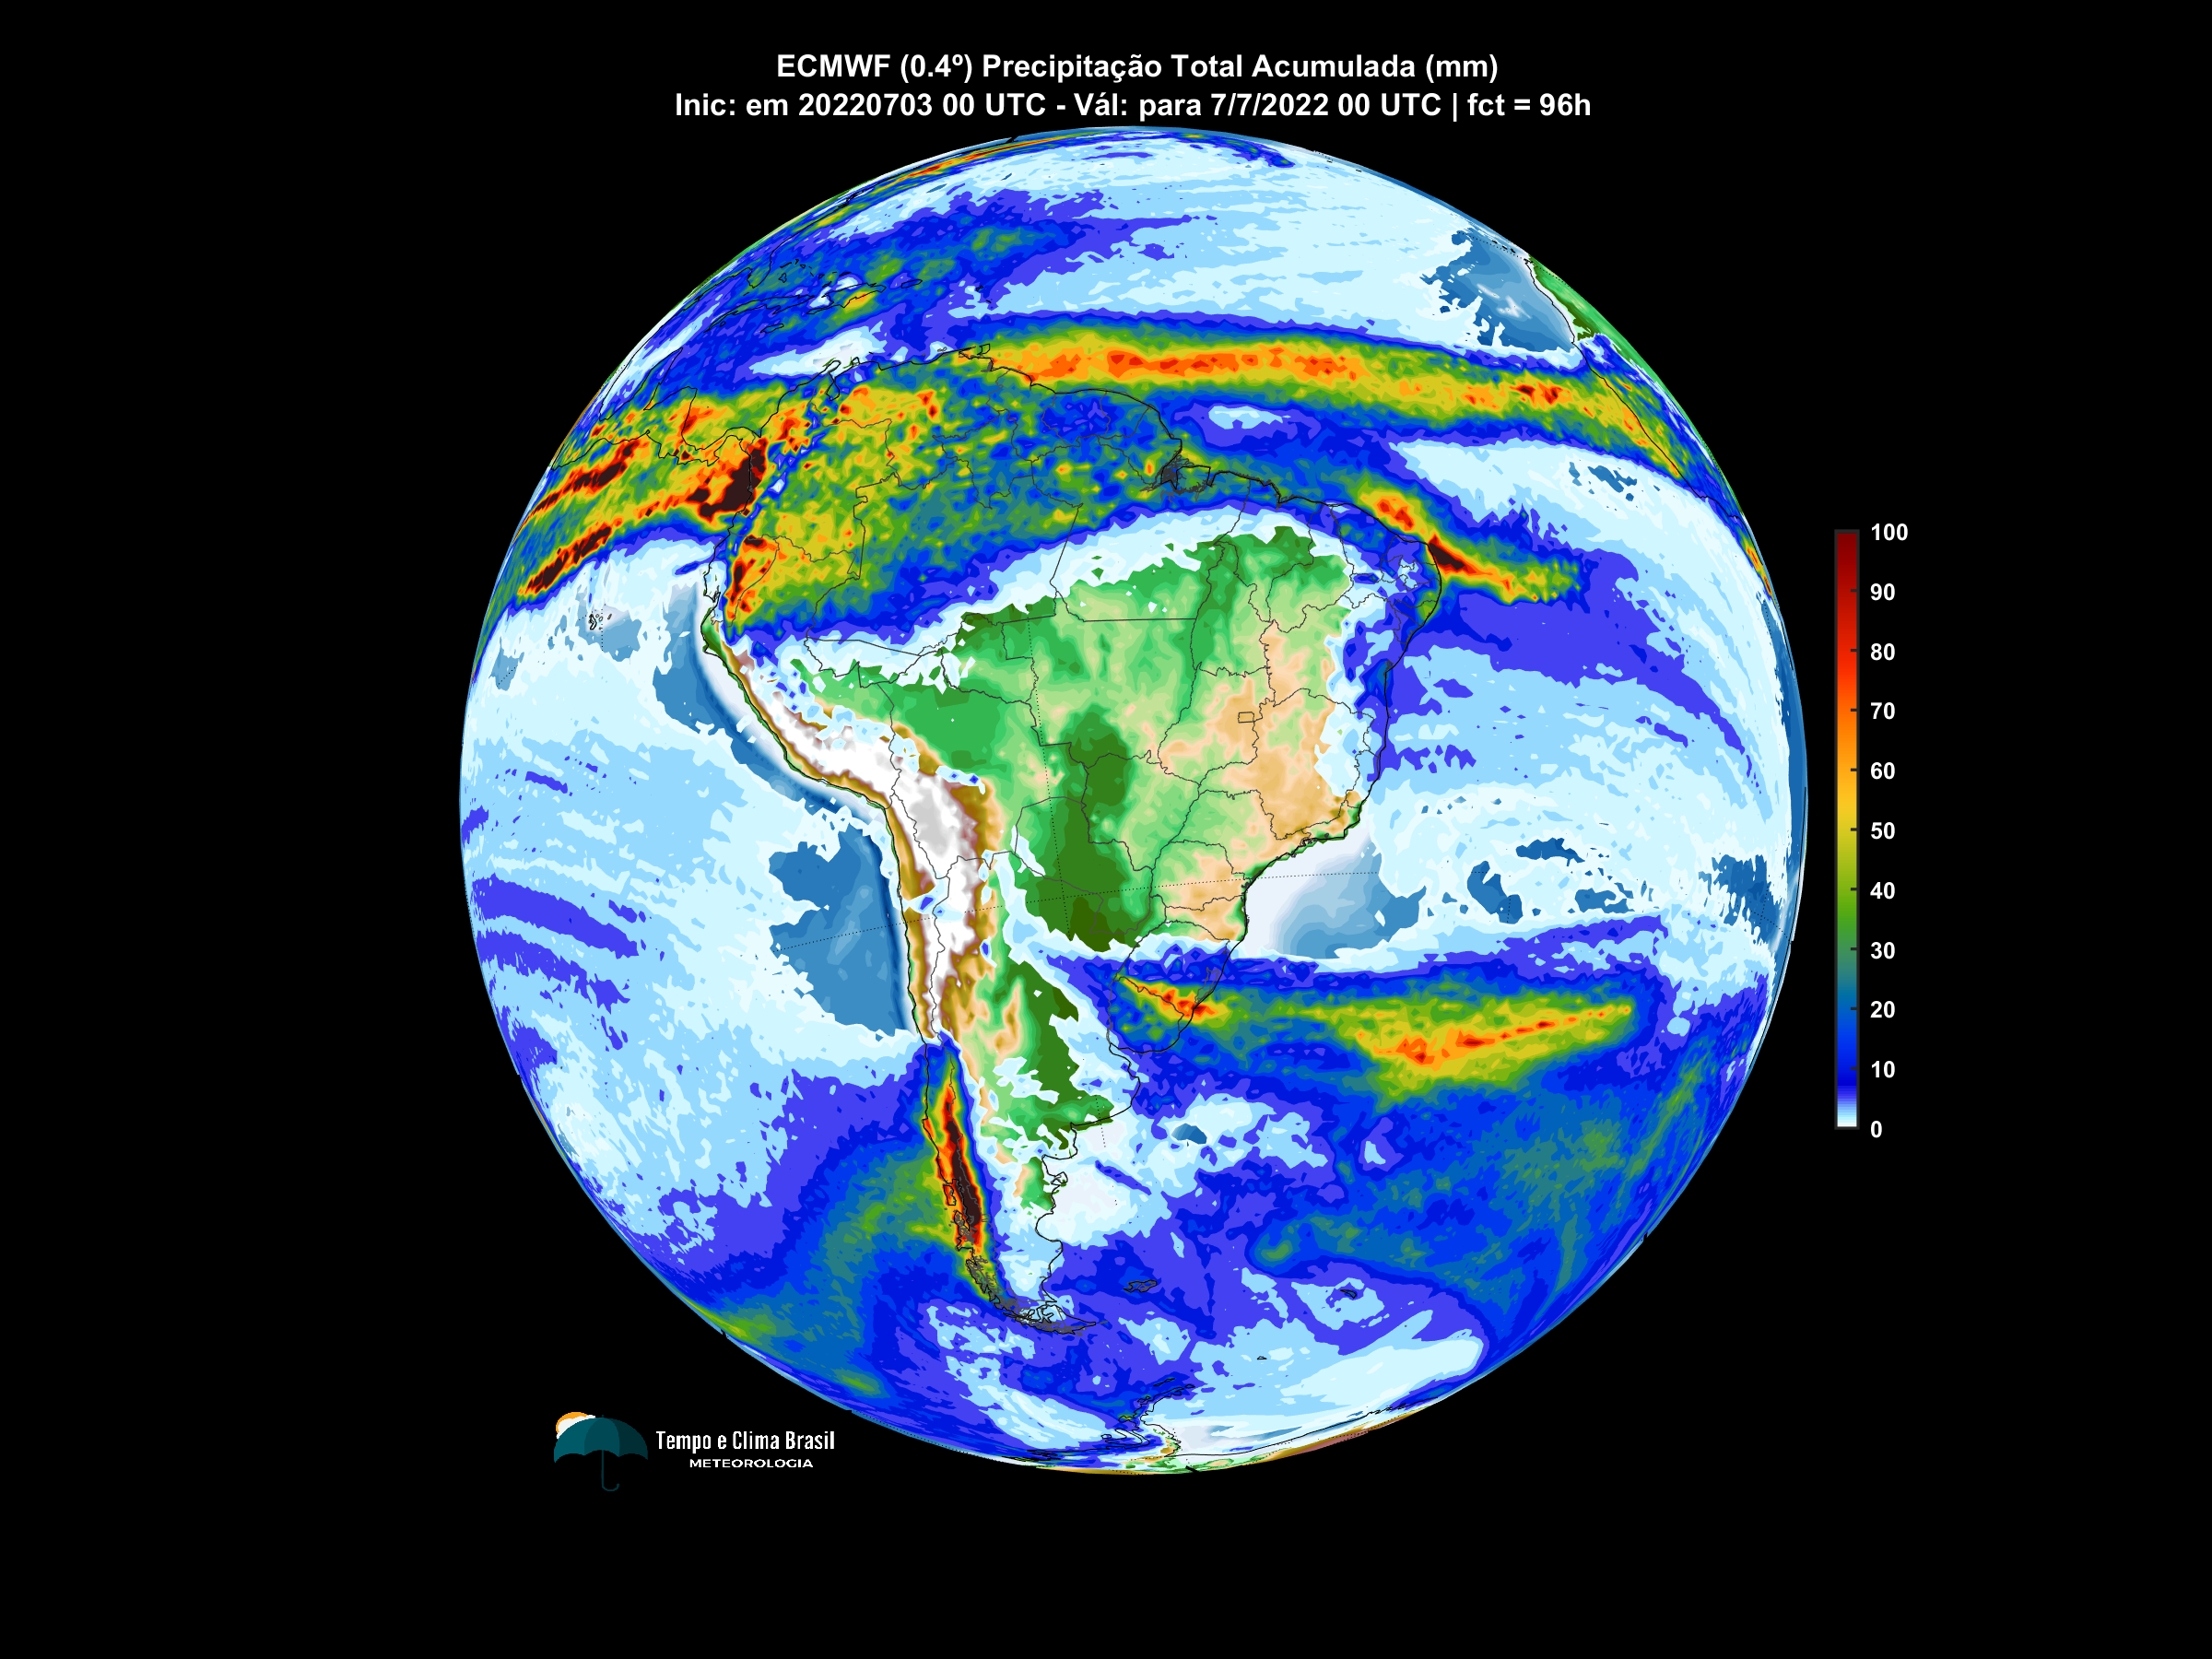 ECMWF (0.4º) Precipitação Total Acumulada (mm)
Inic: em 20220703 00 UTC - Vál: para 7/7/2022 00 UTC | fct = 96h
100
90
80
70
60
50
40
30
20
10
0
Tempo e Clima Brasil
METEOROLOGIA